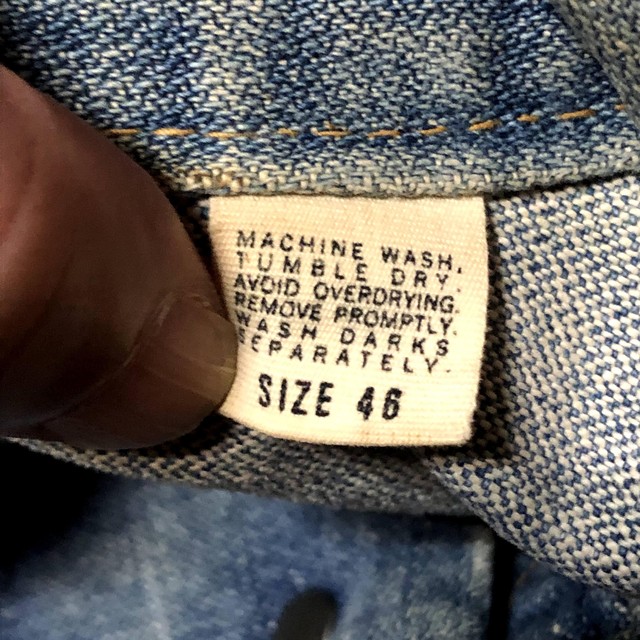 MACHINE WASH.
TUMBLE DRY.
AVOID OVERDRYING.
REMOVE PROMPTLY.
WASH DARKS
SEPARATELY.
SIZE 46